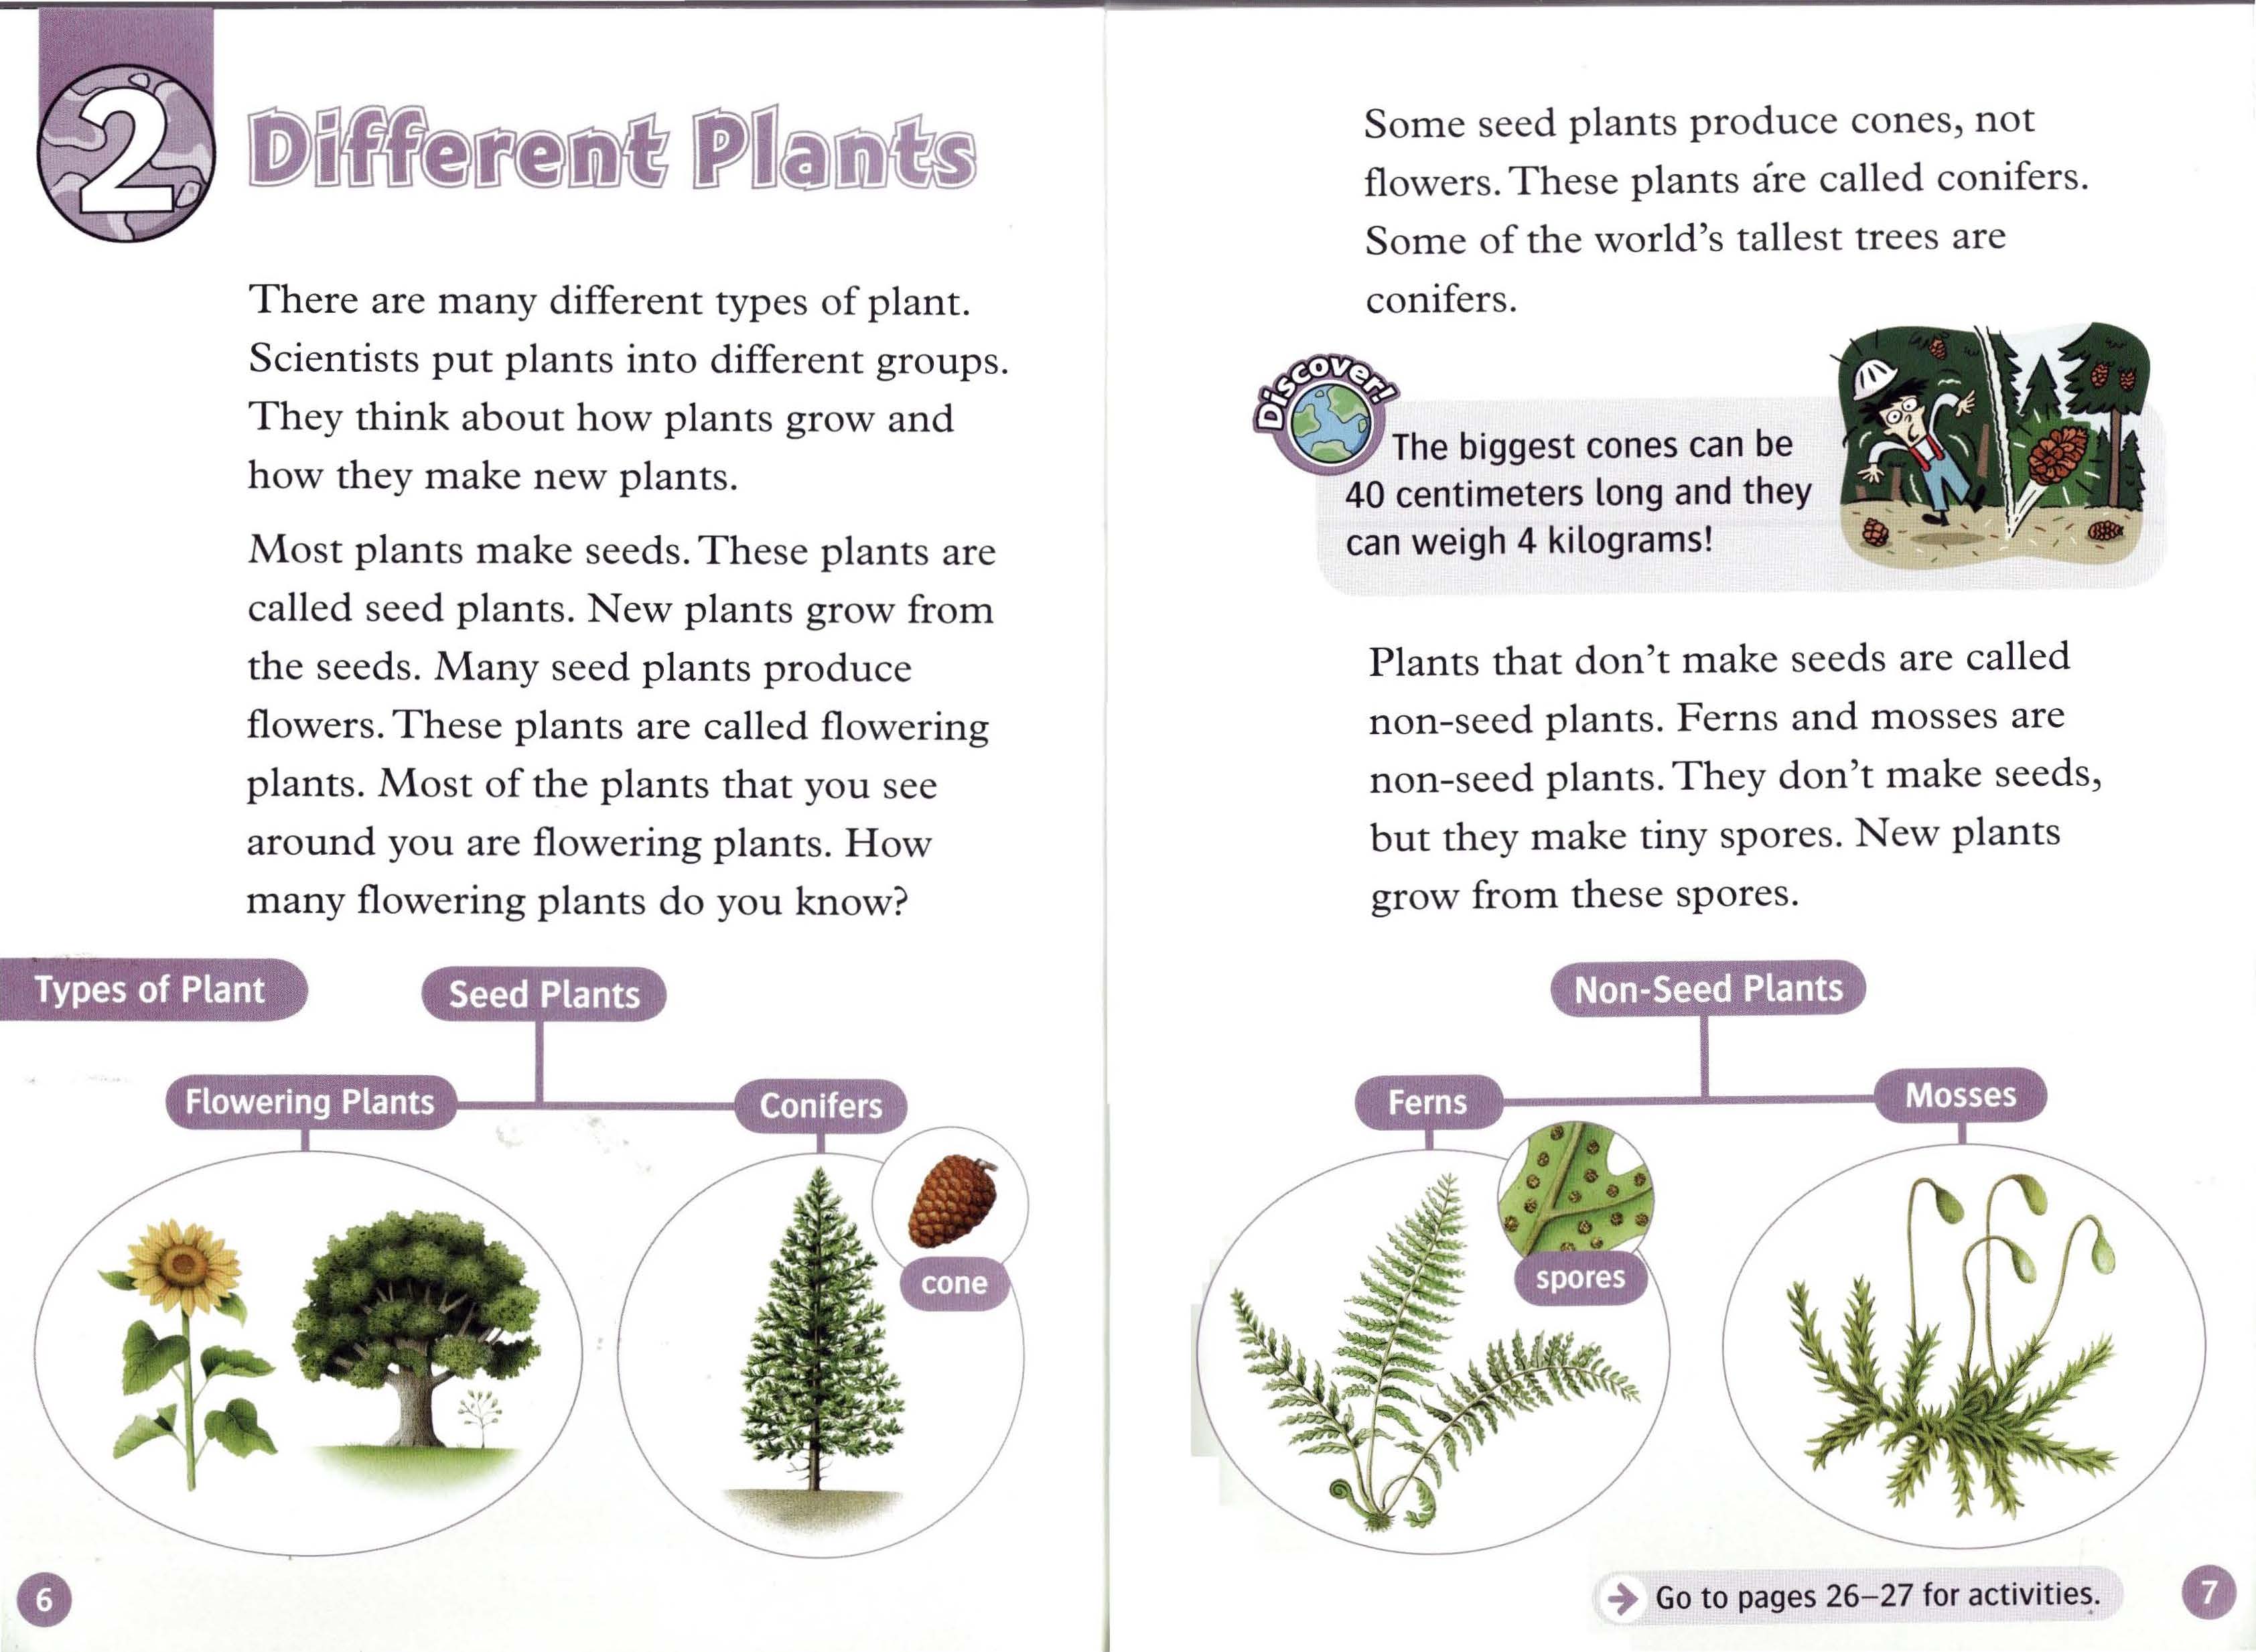 2
Different Plants
There are many different types of plant.
Scientists put plants into different groups.
They think about how plants grow and
how they make new plants.
Most plants make seeds. These plants are
called seed plants. New plants grow from
the seeds. Many seed plants produce
flowers. These plants are called flowering
plants. Most of the plants that you see
around you are flowering plants. How
many flowering plants do you know?
Types of Plant
Seed Plants
Flowering Plants
Conifers
cone
6
Some seed plants produce cones, not
flowers. These plants are called conifers.
Some of the world's tallest trees are
conifers.
Discover!
The biggest cones can be
40 centimeters long and they
can weigh 4 kilograms!
Plants that don't make seeds are called
non-seed plants. Ferns and mosses are
non-seed plants. They don't make seeds,
but they make tiny spores. New plants
grow from these spores.
Non-Seed Plants
Ferns
Mosses
spores
Go to pages 26–27 for activities.
7